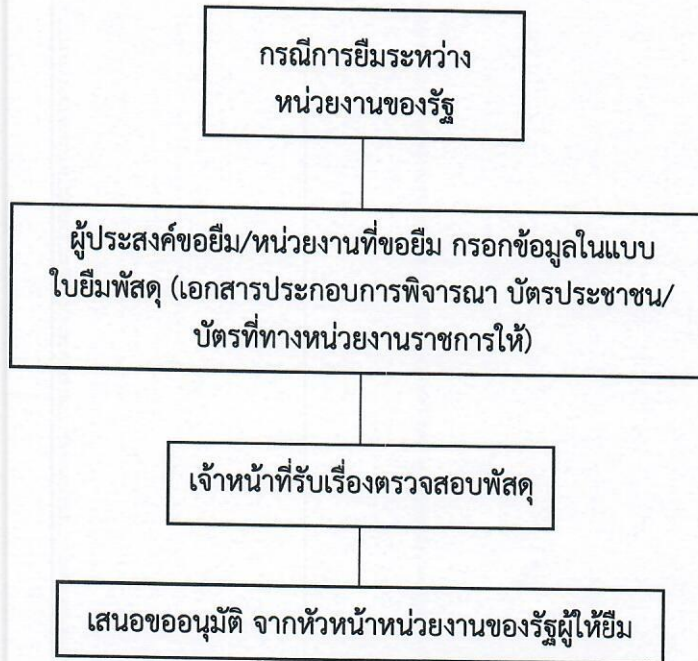 กรณีการยืมระหว่าง
หน่วยงานของรัฐ
ผู้ประสงค์ขอยืม/หน่วยงานที่ขอยืม กรอกข้อมูลในแบบ
ใบยืมพัสดุ (เอกสารประกอบการพิจารณา บัตรประชาชน/
บัตรที่ทางหน่วยงานราชการให้)
เจ้าหน้าที่รับเรื่องตรวจสอบพัสดุ
เสนอขออนุมัติ จากหัวหน้าหน่วยงานของรัฐผู้ให้ยืม